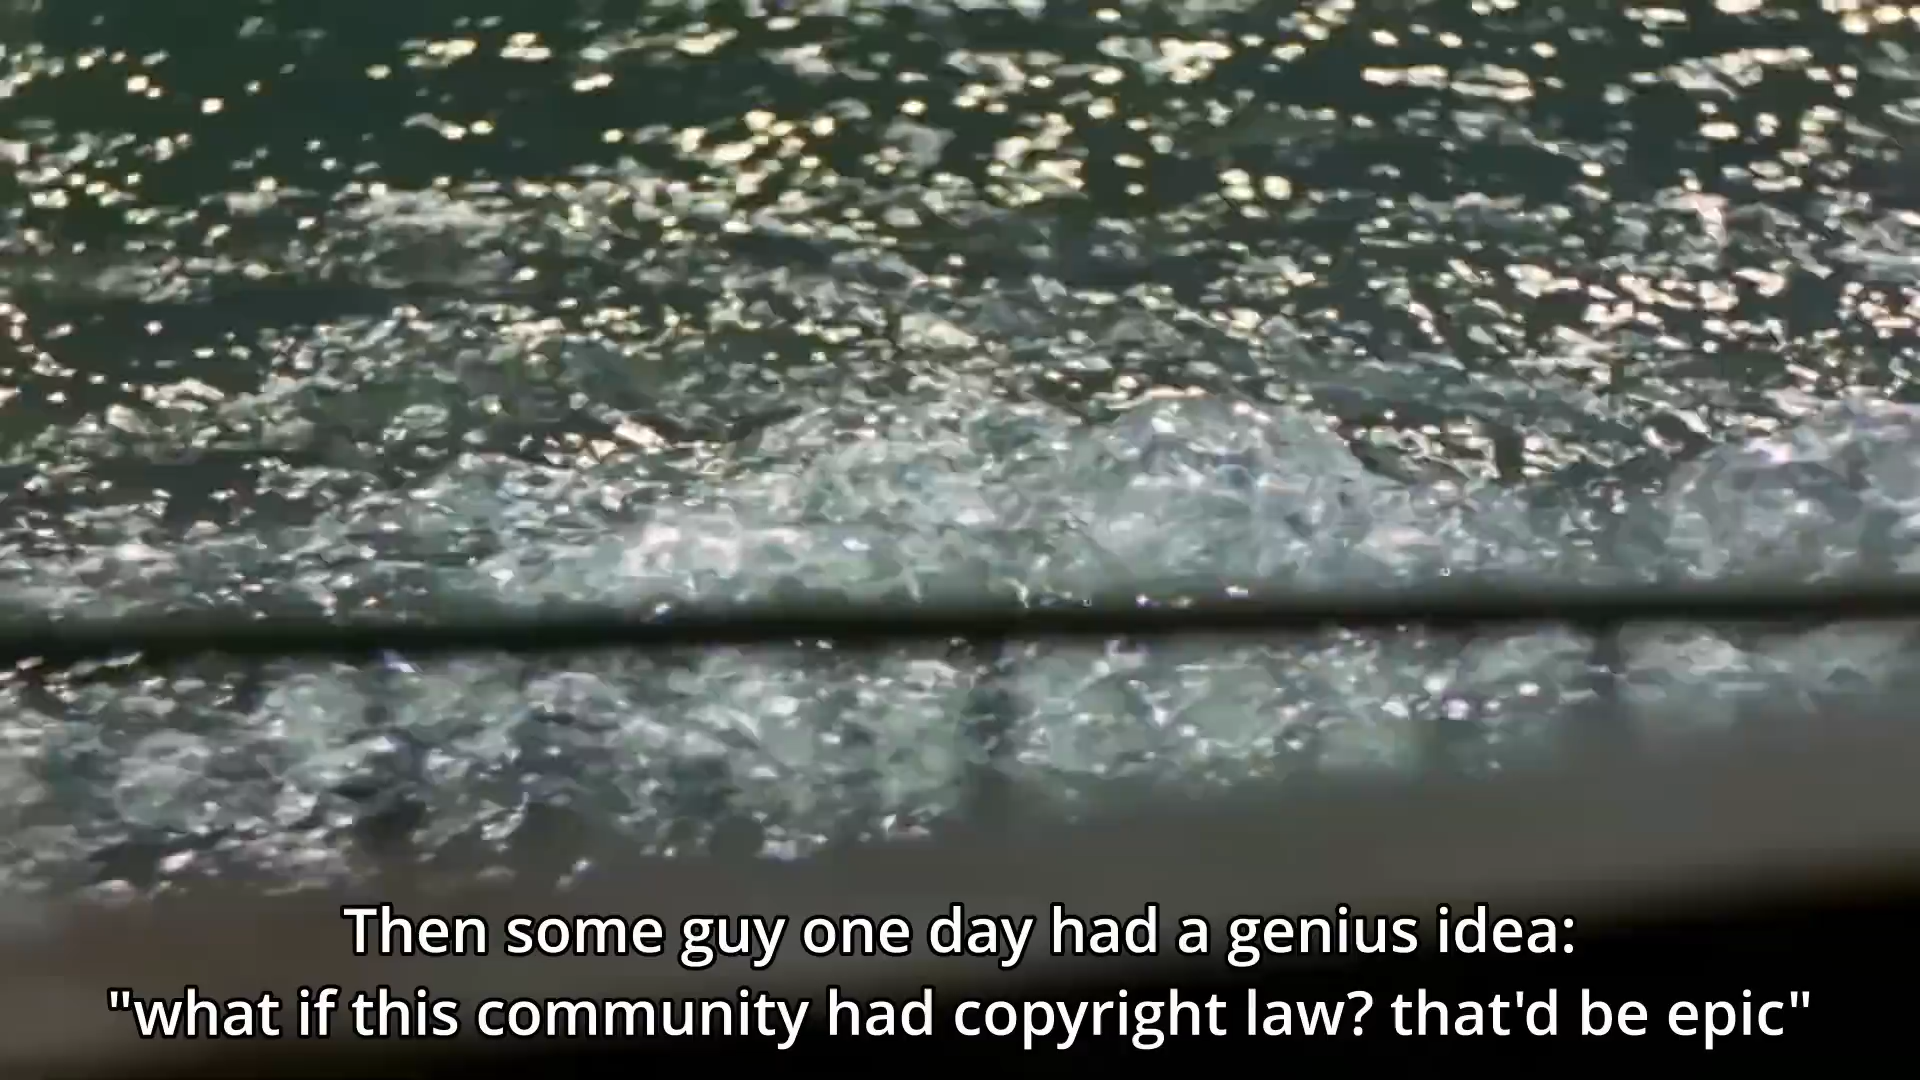 Then some guy one day had a genius idea:
"what if this community had copyright law? that'd be epic"